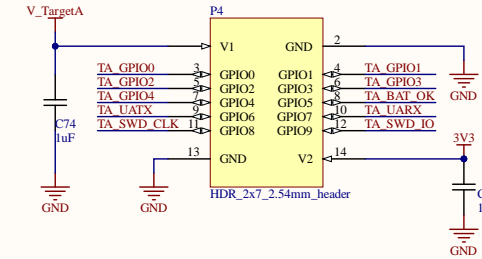 V_TargetA
P4
V1 GND 2
TA_GPIO0 3 GPIO0 GPIO1 4 TA_GPIO1
TA_GPIO2 5 GPIO2 GPIO3 6 TA_GPIO3
TA_GPIO4 7 GPIO4 GPIO5 8 TA_BAT_OK
TA_UATX 9 GPIO6 GPIO7 10 TA_UARX
TA_SWD_CLK 11 GPIO8 GPIO9 12 TA_SWD_IO
GND
C74
1uF
3V3
13 GND V2 14
HDR_2x7_2.54mm_header
GND
GND
GND